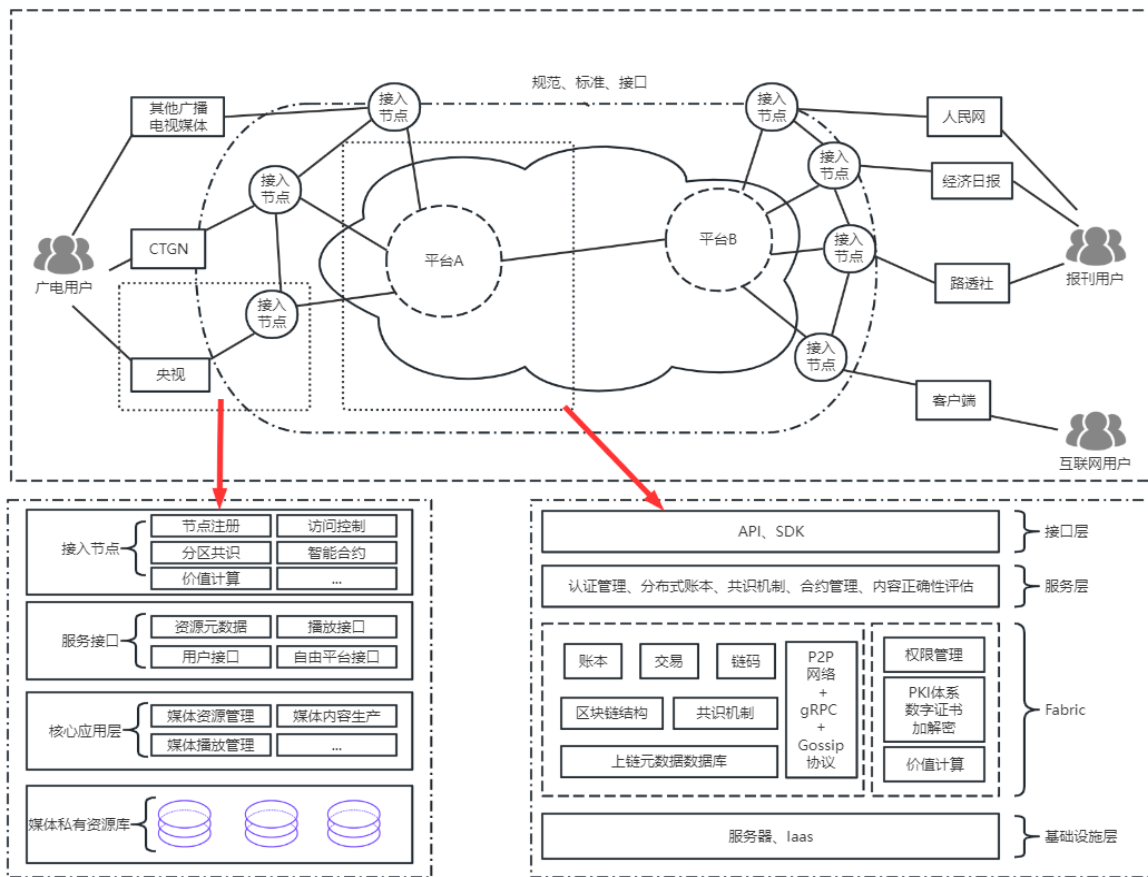 规范、标准、接口
其他广播
电视媒体
接入
节点
接入
节点
人民网
接入
节点
接入
节点
经济日报
CTGN
平台A
平台B
接入
节点
广电用户
报刊用户
路透社
接入
节点
接入
节点
央视
客户端
互联网用户
接入节点
节点注册
访问控制
分区共识
智能合约
价值计算
...
服务接口
资源元数据
播放接口
用户接口
自由平台接口
核心应用层
媒体资源管理
媒体内容生产
媒体播放管理
...
媒体私有资源库
API、SDK
接口层
认证管理、分布式账本、共识机制、合约管理、内容正确性评估
服务层
账本
交易
链码
区块链结构
共识机制
上链元数据数据库
P2P
网络
+
gRPC
+
Gossip
协议
权限管理
PKI体系
数字证书
加解密
价值计算
Fabric
服务器、Iaas
基础设施层